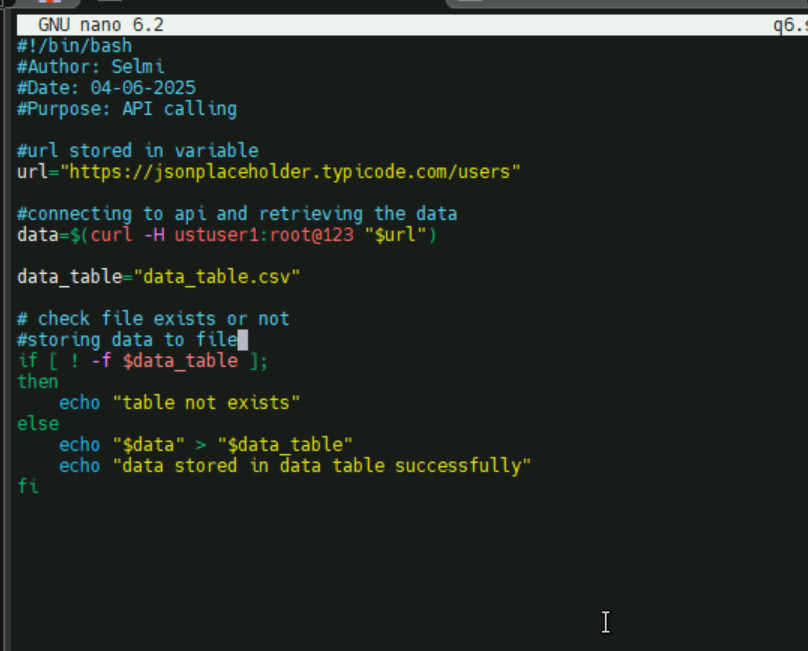 GNU nano 6.2 q6.s
#!/bin/bash
#Author: Selmi
#Date: 04-06-2025
#Purpose: API calling
#url stored in variable
url="https://jsonplaceholder.typicode.com/users"
#connecting to api and retrieving the data
data=$(curl -H ustuser1:root@123 "$url")
data_table="data_table.csv"
# check file exists or not
#storing data to file
if [ ! -f $data_table ];
then
    echo "table not exists"
else
    echo "$data" > "$data_table"
    echo "data stored in data table successfully"
fi